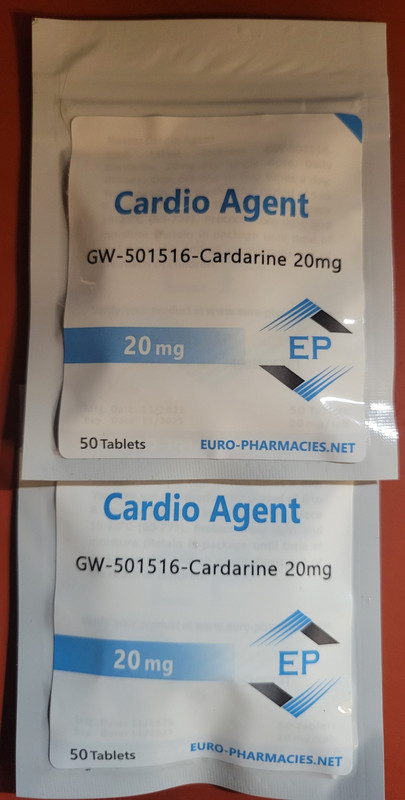 Cardio Agent
GW-501516-Cardarine 20mg
20 mg
EP
50 Tablets
EURO-PHARMACIES.NET
Cardio Agent
GW-501516-Cardarine 20mg
20 mg
EP
50 Tablets
EURO-PHARMACIES.NET